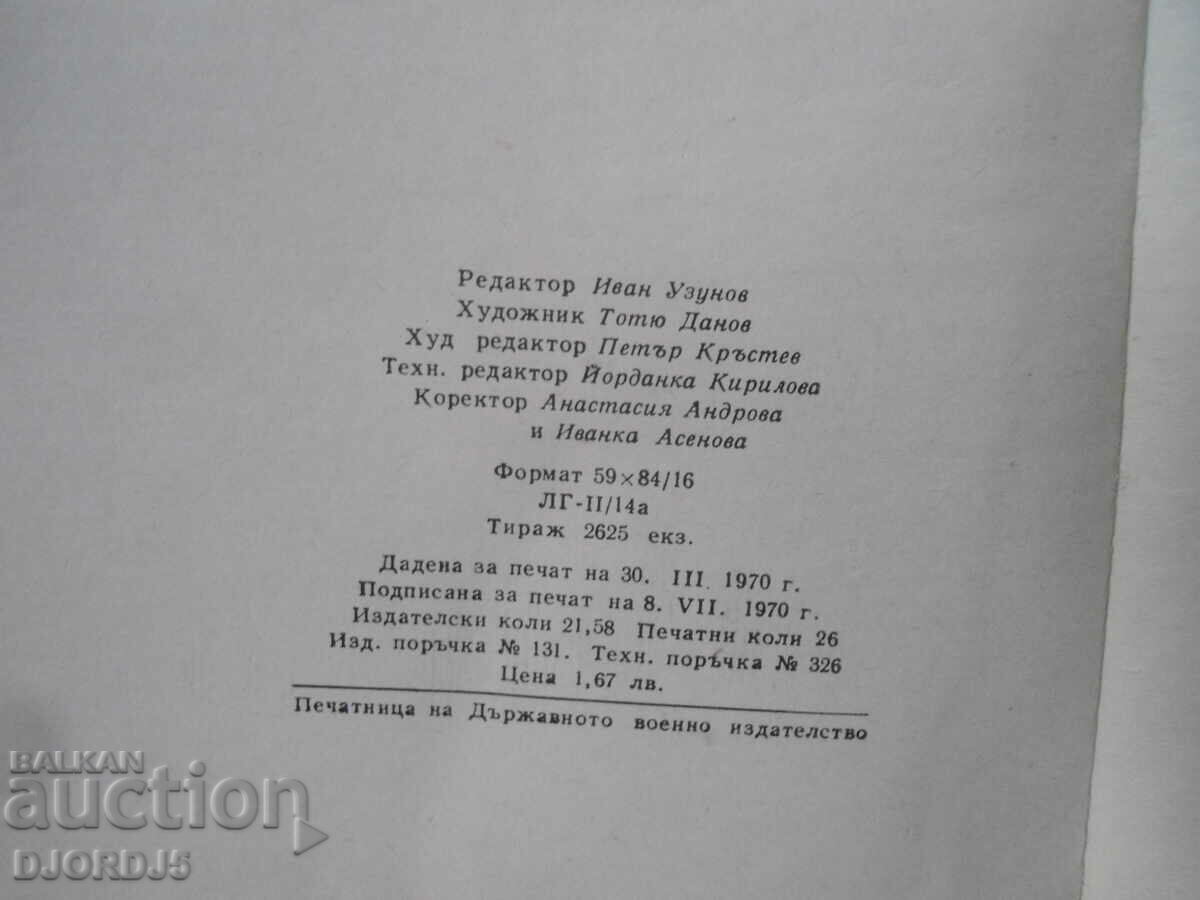 Редактор Иван Узунов
Художник Тотю Данов
Худ редактор Петър Кръстев
Техн. редактор Йорданка Кирилова
Коректор Анастасия Андрова
и Иванка Асенова
Формат 59×84/16
ЛГ-II/14а
Тираж 2625 екз.
Дадена за печат на 30. III. 1970 г.
Подписана за печат на 8. VII. 1970 г.
Издателски коли 21,58 Печатни коли 26
Изд. поръчка № 131. Техн. поръчка № 326
Цена 1,67 лв.
Печатница на Държавното военно издателство
BALKAN
auction
DJORDJ5